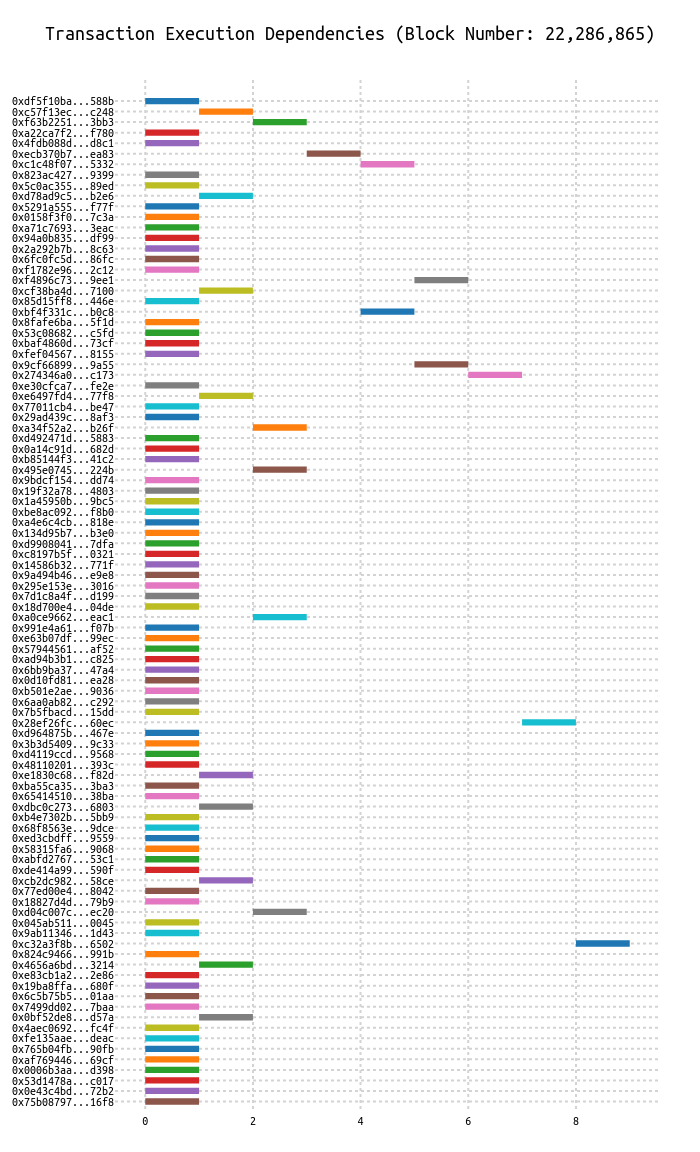 Transaction Execution Dependencies (Block Number: 22,286,865)
0xdf5f10ba...588b
0xc57f13ec...c248
0xf63b2251...3bb3
0xa22ca7f2...f780
0x4fdb088d...d8c1
0xecb370b7...ea83
0xc1c48f07...5332
0x823ac427...9399
0x5c0ac355...89ed
0xd78ad9c5...b2e6
0x5291a555...f77f
0x0158f3f0...7c3a
0xa71c7693...3eac
0x94a0b835...df99
0x2a292b7b...8c63
0x6fc0fc5d...86fc
0xf1782e96...2c12
0xf4896c73...9ee1
0xcf38ba4d...7100
0x85d15ff8...446e
0xbf4f331c...b0c8
0x8fafe6ba...5f1d
0x53c08682...c5fd
0xbaf4860d...73cf
0xfef04567...8155
0x9cf66899...9a55
0x274346a0...c173
0xe30cfca7...fe2e
0xe6497fd4...77f8
0x77011cb4...be47
0x29ad439c...8af3
0xa34f52a2...b26f
0xd492471d...5883
0x0a14c91d...682d
0xb85144f3...41c2
0x495e0745...224b
0x9bdcf154...dd74
0x19f32a78...4803
0x1a45950b...9bc5
0xbe8ac092...f8b0
0xa4e6c4cb...818e
0x134d95b7...b3e0
0xd9908041...7dfa
0xc8197b5f...0321
0x14586b32...771f
0x9a494b46...e9e8
0x295e153e...3016
0x7d1c8a4f...d199
0x18d700e4...04de
0xa0ce9662...eac1
0x991e4a61...f07b
0xe63b07df...99ec
0x57944561...af52
0xad94b3b1...c825
0x6bb9ba37...47a4
0x0d10fd81...ea28
0xb501e2ae...9036
0x6aa0ab82...c292
0x7b5fbacd...15dd
0x28ef26fc...60ec
0xd964875b...467e
0x3b3d5409...9c33
0xd4119ccd...9568
0x48110201...393c
0xe1830c68...f82d
0xba55ca35...3ba3
0x65414510...38ba
0xdbc0c273...6803
0xb4e7302b...5bb9
0x68f8563e...9dce
0xed3cbdff...9559
0x58315fa6...9068
0xabfd2767...53c1
0xde414a99...590f
0xcb2dc982...58ce
0x77ed00e4...8042
0x18827d4d...79b9
0xd04c007c...ec20
0x045ab511...0045
0x9ab11346...1d43
0xc32a3f8b...6502
0x824c9466...991b
0x4656a6bd...3214
0xe83cb1a2...2e86
0x19ba8ffa...680f
0x6c5b75b5...01aa
0x7499dd02...7baa
0x0bf52de8...d57a
0x4aec0692...fc4f
0xfe135aae...deac
0x765b04fb...90fb
0xaf769446...69cf
0x0006b3aa...d398
0x53d1478a...c017
0x0e43c4bd...72b2
0x75b08797...16f8
0 2 4 6 8